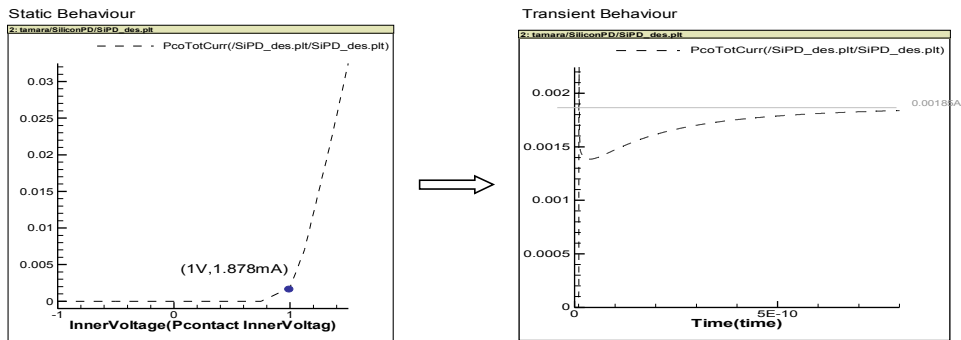 Static Behaviour
2: tamara/SiliconPD/SiPD_des.plt
PcoTotCurr(/SiPD_des.plt/SiPD_des.plt)
0.03
0.025
0.02
0.015
0.01
0.005
0
(1V,1.878mA)
-1
0
1
InnerVoltage(Pcontact InnerVoltag)
Transient Behaviour
2: tamara/SiliconPD/SiPD_des.plt
PcoTotCurr(/SiPD_des.plt/SiPD_des.plt)
0.002
0.00185A
0.0015
0.001
0.0005
0
0
5E-10
Time(time)